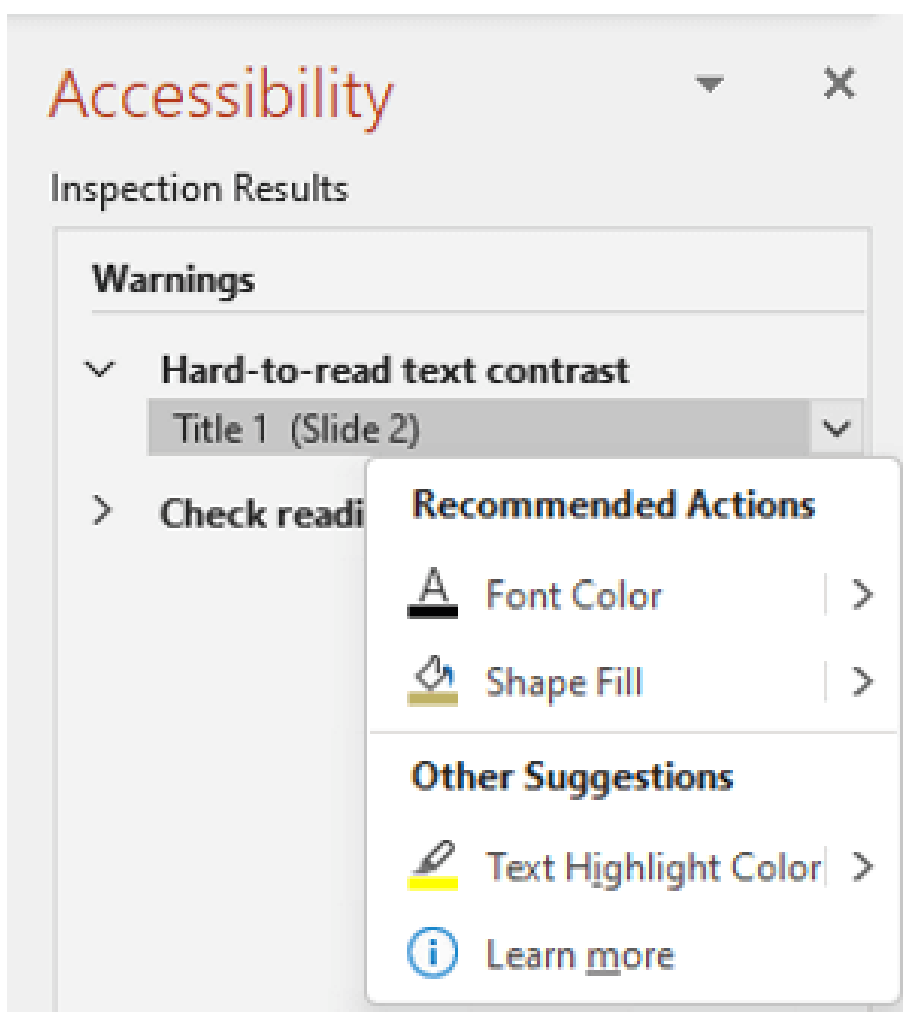 Accessibility
Inspection Results
Warnings
Hard-to-read text contrast
Title 1 (Slide 2)
Check readi
Recommended Actions
Font Color
Shape Fill
Other Suggestions
Text Highlight Color
Learn more